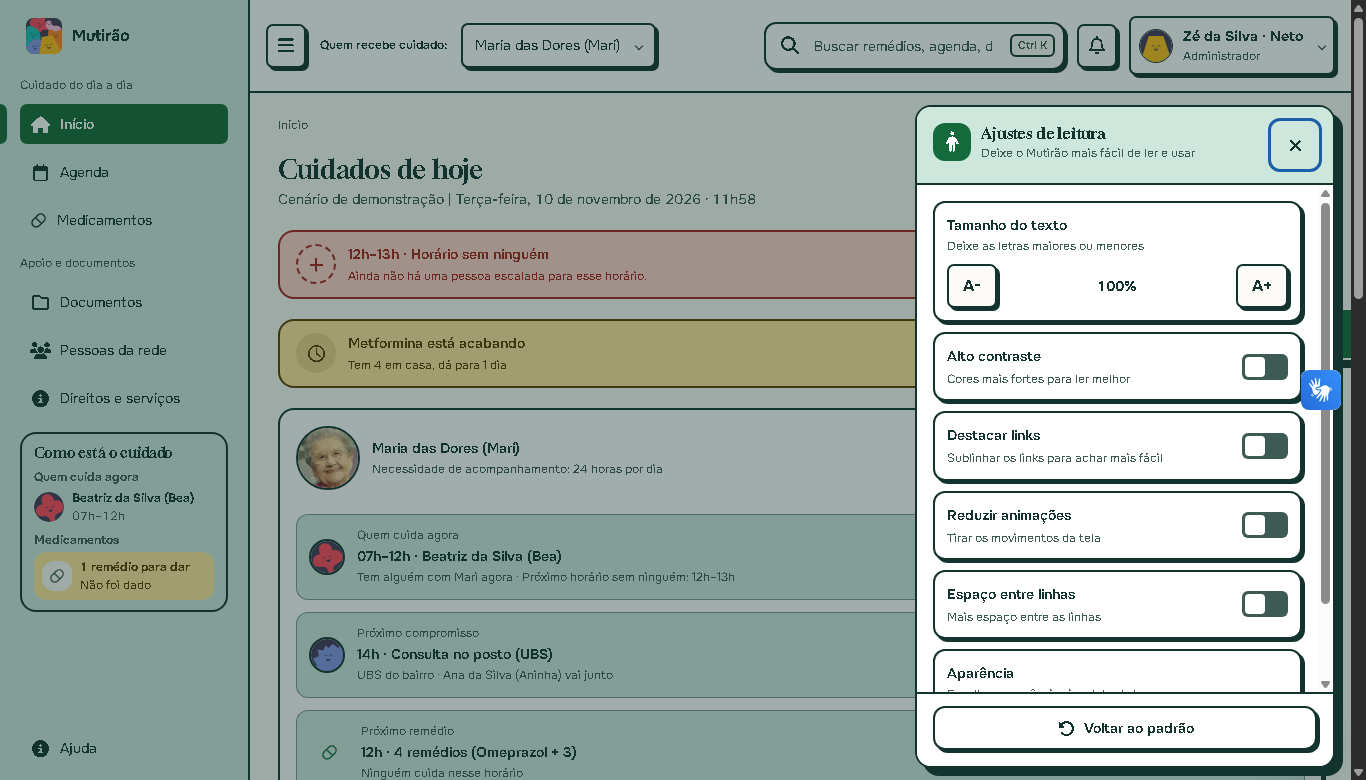 Mutirão
Cuidado do dia a dia
Início
Agenda
Medicamentos
Apoio e documentos
Documentos
Pessoas da rede
Direitos e serviços
Como está o cuidado
Quem cuida agora
Beatriz da Silva (Bea)
07h–12h
Medicamentos
1 remédio para dar
Não foi dado
Ajuda
Quem recebe cuidado:
Maria das Dores (Mari)
Buscar remédios, agenda, d
Ctrl K
Zé da Silva · Neto
Administrador
Início
Cuidados de hoje
Cenário de demonstração | Terça-feira, 10 de novembro de 2026 · 11h58
12h–13h · Horário sem ninguém
Ainda não há uma pessoa escalada para esse horário.
Metformina está acabando
Tem 4 em casa, dá para 1 dia
Maria das Dores (Mari)
Necessidade de acompanhamento: 24 horas por dia
Quem cuida agora
07h–12h · Beatriz da Silva (Bea)
Tem alguém com Mari agora · Próximo horário sem ninguém: 12h–13h
Próximo compromisso
14h · Consulta no posto (UBS)
UBS do bairro · Ana da Silva (Aninha) vai junto
Próximo remédio
12h · 4 remédios (Omeprazol + 3)
Ninguém cuida nesse horário
Ajustes de leitura
Deixe o Mutirão mais fácil de ler e usar
Tamanho do texto
Deixe as letras maiores ou menores
A-
100%
A+
Alto contraste
Cores mais fortes para ler melhor
Destacar links
Sublinhar os links para achar mais fácil
Reduzir animações
Tirar os movimentos da tela
Espaço entre linhas
Mais espaço entre as linhas
Aparência
Voltar ao padrão